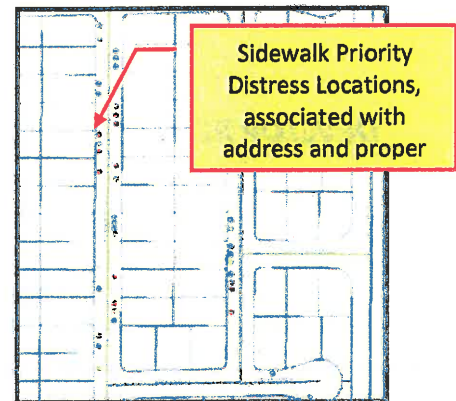 Sidewalk Priority
Distress Locations,
associated with
address and proper